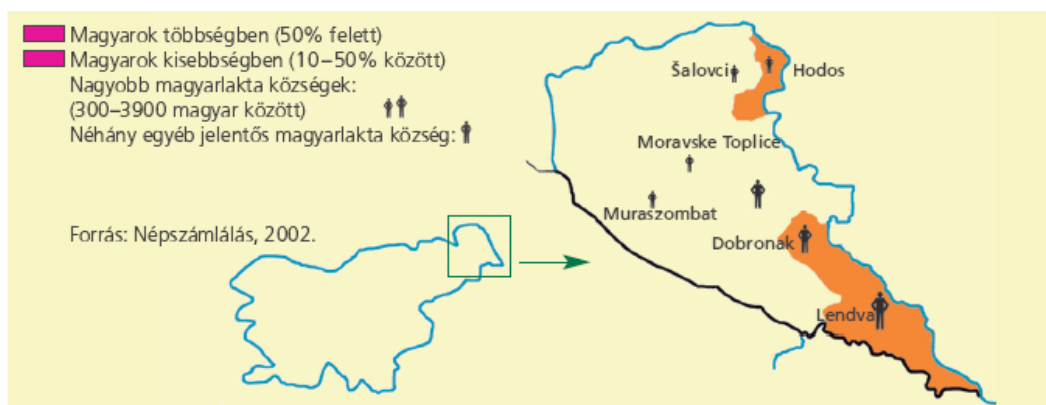 Magyarok többségben (50% felett)
Magyarok kisebbségben (10–50% között)
Nagyobb magyarlakta községek:
(300–3900 magyar között)
Néhány egyéb jelentős magyarlakta község:
Forrás: Népszámlálás, 2002.
Šalovci
Hodos
Moravske Toplice
Muraszombat
Dobronak
Lendva